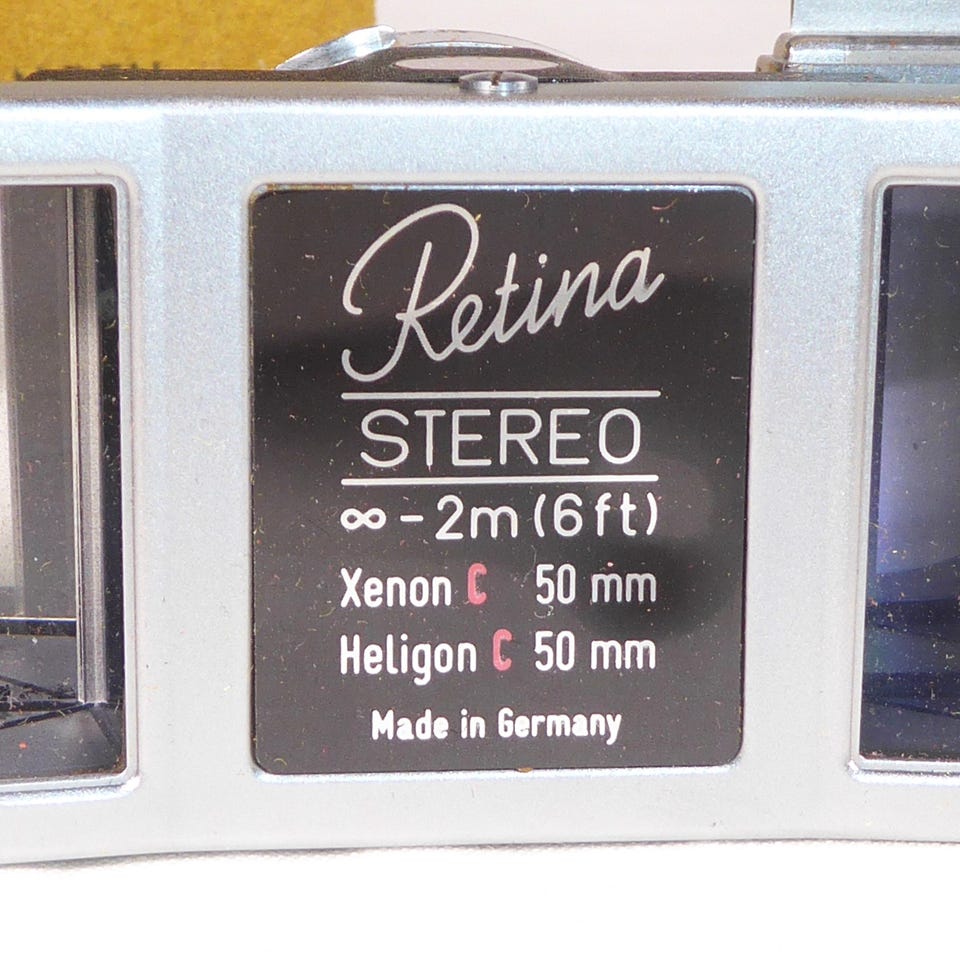 Retina
STEREO
∞ - 2m (6ft)
Xenon C 50 mm
Heligon C 50 mm
Made in Germany